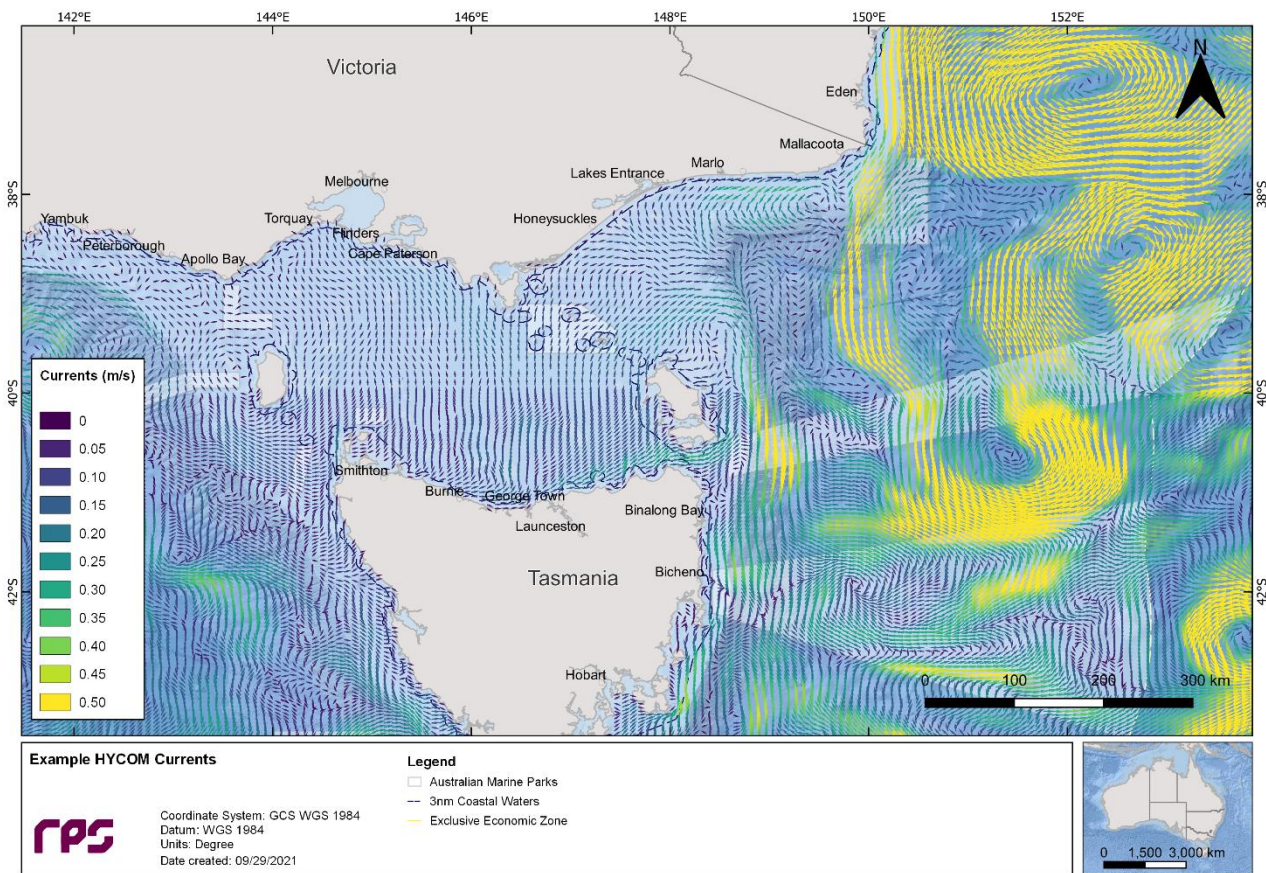 142°E 144°E 146°E 148°E 150°E 152°E
Victoria
N
Eden
Mallacoota
Marlo
Lakes Entrance
Melbourne
38°S 38°S
Honeysuckles
Torquay
Yambuk
Flinders
Peterborough
Cape Paterson
Apollo Bay
Currents (m/s)
0
0.05
0.10
0.15
0.20
0.25
0.30
0.35
0.40
0.45
0.50
40°S 40°S
Smithton
Burnie
George Town
Launceston
Binalong Bay
Bicheno
Tasmania
42°S 42°S
Hobart
0 100 200 300 km
Example HYCOM Currents
rps
Coordinate System: GCS WGS 1984
Datum: WGS 1984
Units: Degree
Date created: 09/29/2021
Legend
Australian Marine Parks
3nm Coastal Waters
Exclusive Economic Zone
0 1,500 3,000 km